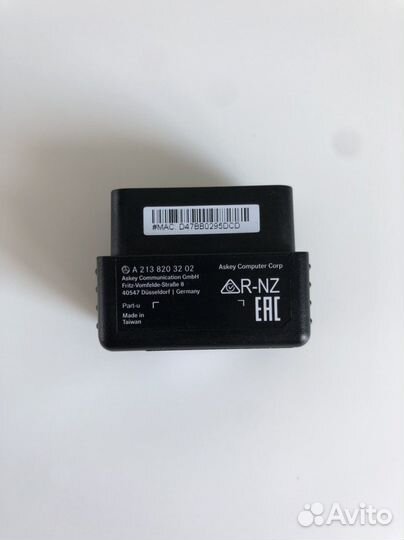 #MAC: D47BB0295DCD
A 213 820 32 02
Askey Communication GmbH
Fritz-Vomfelde-Straße 8
40547 Düsseldorf | Germany
Part-u
Made in
Taiwan
Askey Computer Corp
R-NZ
EAC
Avito